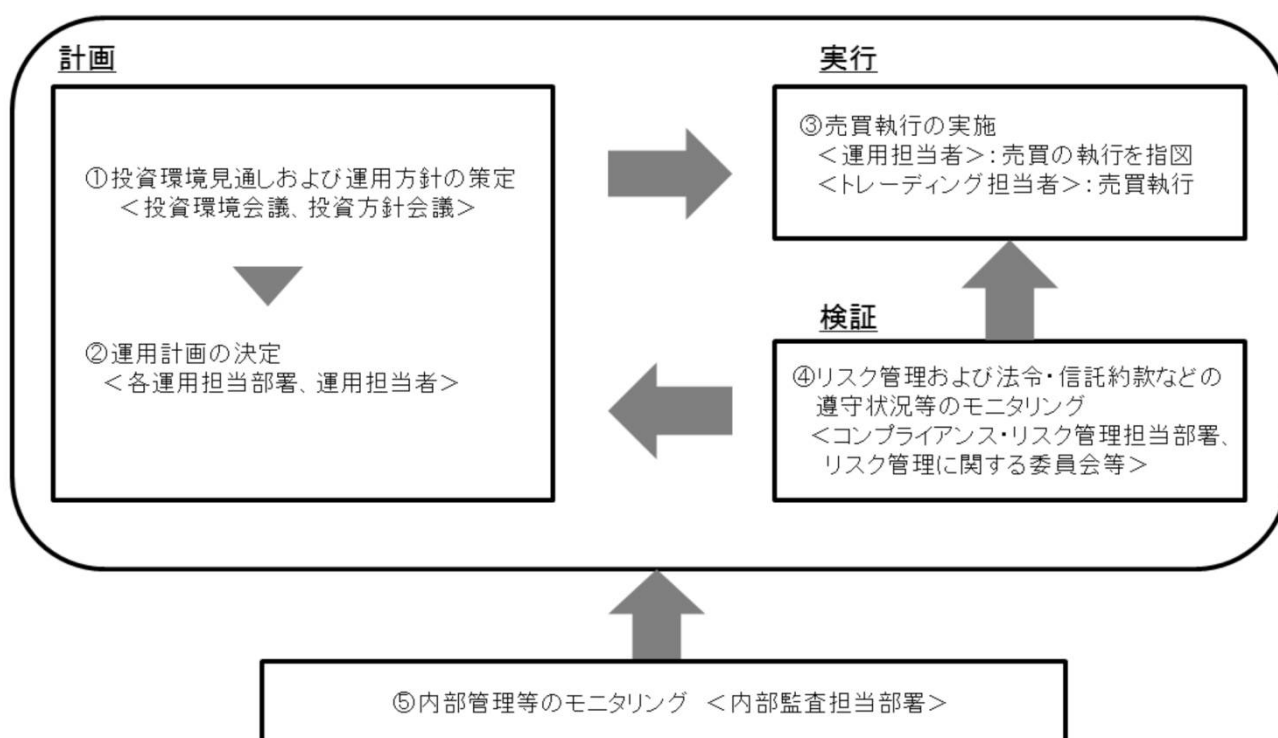 計画
①投資環境見通しおよび運用方針の策定
＜投資環境会議、投資方針会議＞
②運用計画の決定
＜各運用担当部署、運用担当者＞
実行
③売買執行の実施
＜運用担当者＞：売買の執行を指図
＜トレーディング担当者＞：売買執行
検証
④リスク管理および法令・信託約款などの
遵守状況等のモニタリング
＜コンプライアンス・リスク管理担当部署、
リスク管理に関する委員会等＞
⑤内部管理等のモニタリング ＜内部監査担当部署＞